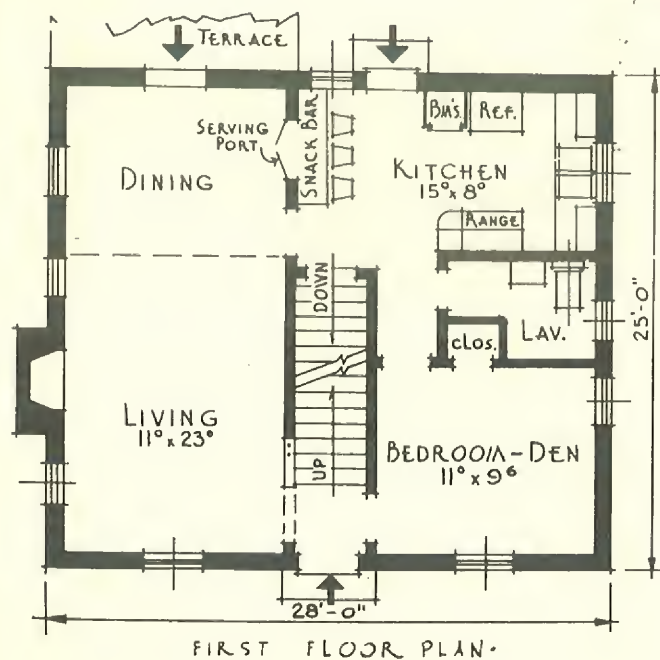 TERRACE
SERVING
PORT
SNACK BAR
BM'S.
REF.
DINING
KITCHEN
15° x 8°
RANGE
DOWN
25'-0"
CLOS.
LAV.
LIVING
11° x 23°
UP
BEDROOM-DEN
11° x 9⁶
28'-0"
FIRST FLOOR PLAN.